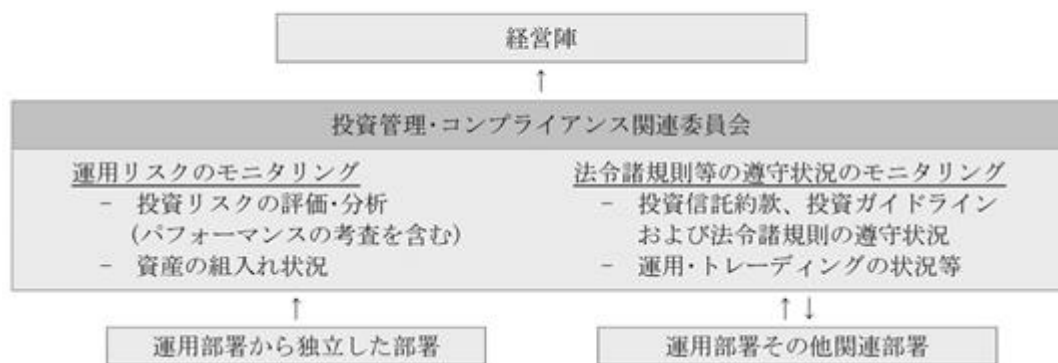 経営陣
↑
投資管理・コンプライアンス関連委員会
運用リスクのモニタリング
－ 投資リスクの評価・分析
(パフォーマンスの考査を含む)
－ 資産の組入れ状況
法令諸規則等の遵守状況のモニタリング
－ 投資信託約款、投資ガイドライン
および法令諸規則の遵守状況
－ 運用・トレーディングの状況等
↑
↑↓
運用部署から独立した部署
運用部署その他関連部署